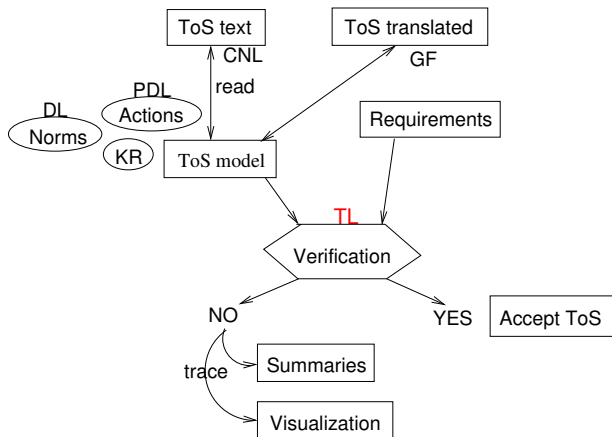 ToS text
ToS translated
CNL
GF
read
PDL
DL
Actions
Norms
Requirements
KR
ToS model
TL
Verification
NO
YES
Accept ToS
trace
Summaries
Visualization